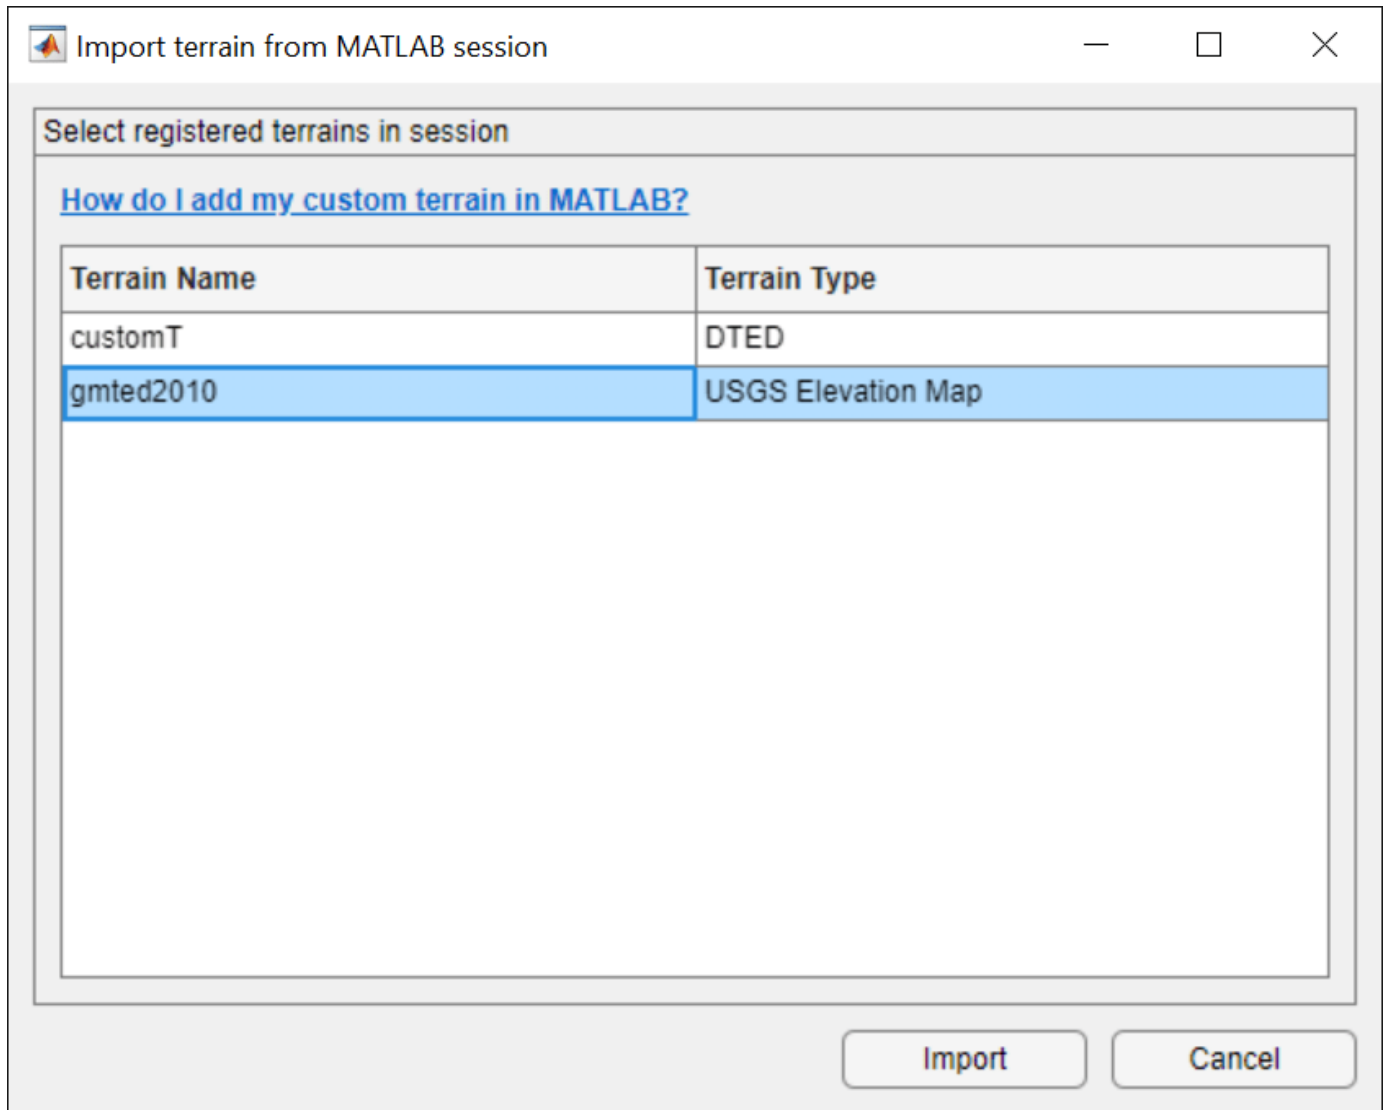 Import terrain from MATLAB session
Select registered terrains in session
How do I add my custom terrain in MATLAB?
Terrain Name Terrain Type
customT DTED
gmted2010 USGS Elevation Map
Import Cancel